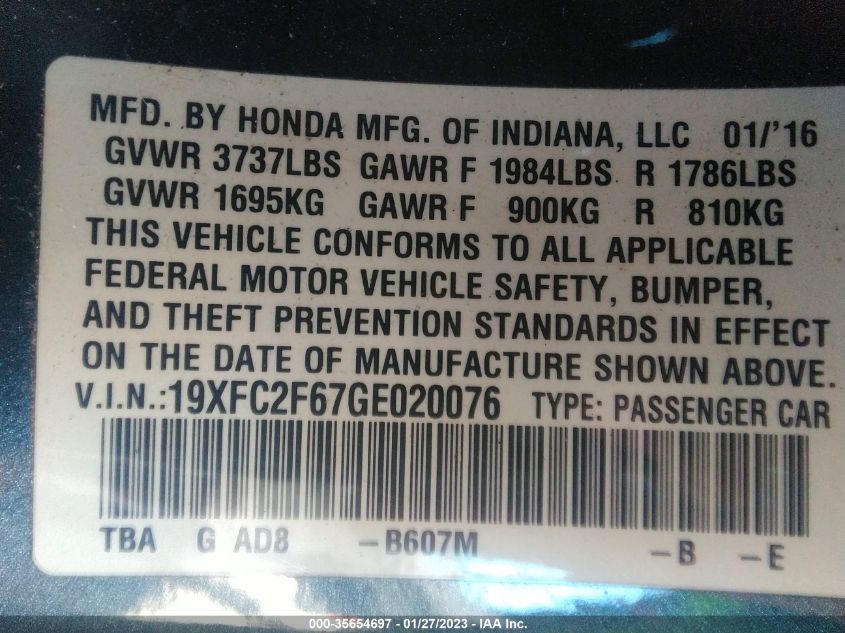 MFD. BY HONDA MFG. OF INDIANA, LLC 01/'16
GVWR 3737LBS GAWR F 1984LBS R 1786LBS
GVWR 1695KG GAWR F 900KG R 810KG
THIS VEHICLE CONFORMS TO ALL APPLICABLE
FEDERAL MOTOR VEHICLE SAFETY, BUMPER,
AND THEFT PREVENTION STANDARDS IN EFFECT
ON THE DATE OF MANUFACTURE SHOWN ABOVE.
V.I.N.:19XFC2F67GE020076 TYPE: PASSENGER CAR
TBA G AD8 -B607M -B -E
000-35654697 - 01/27/2023 - IAA Inc.